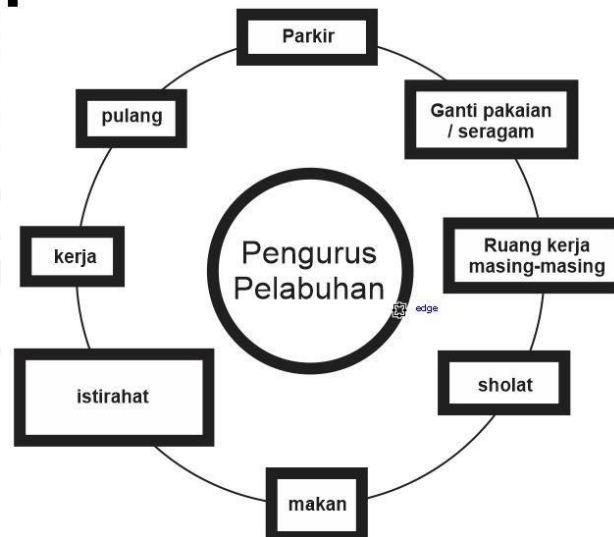 Parkir
Ganti pakaian
/ seragam
Ruang kerja
masing-masing
sholat
makan
istirahat
kerja
pulang
Pengurus
Pelabuhan
edge